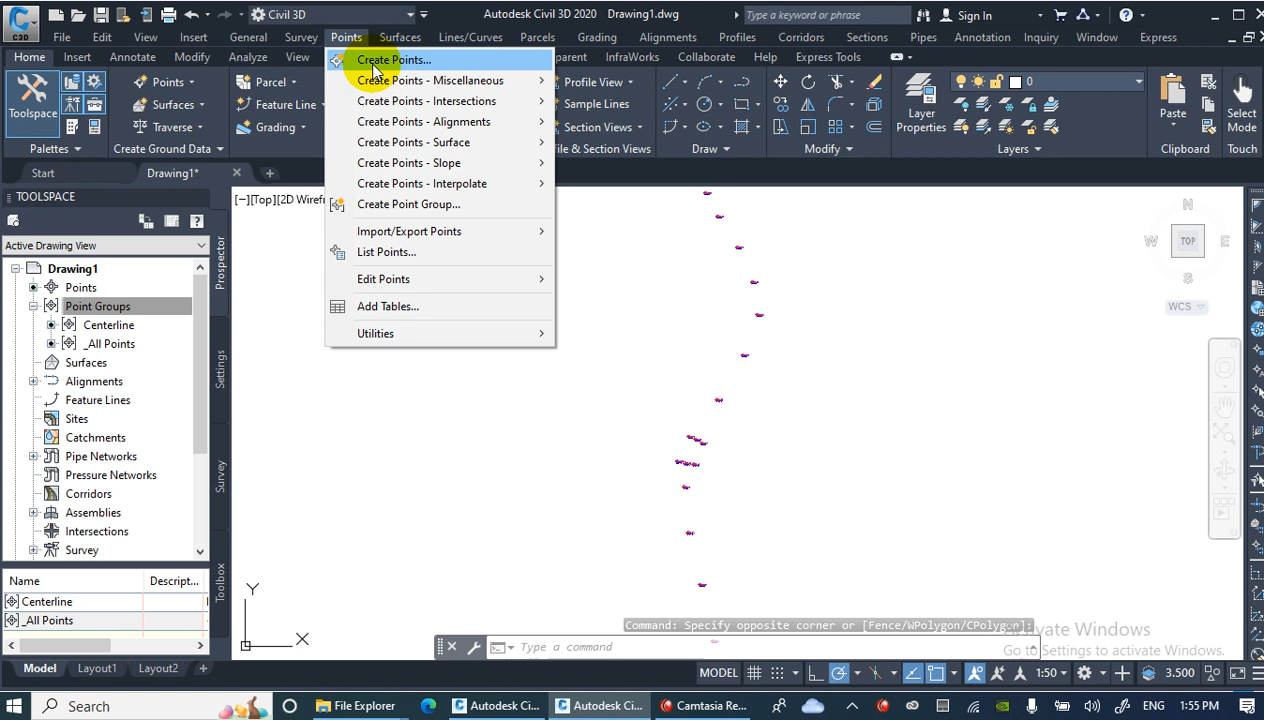 C3D Civil 3D Autodesk Civil 3D 2020 Drawing1.dwg Type a keyword or phrase Sign In
File Edit View Insert General Survey Points Surfaces Lines/Curves Parcels Grading Alignments Profiles Corridors Sections Pipes Window Express
Home Insert Annotate Modify Analyze View InfraWorks Collaborate Express Tools
Toolspace
Palettes
Points
Surfaces
Traverse
Create Ground Data
Parcel
Feature Line
Grading
Create Points...
Create Points - Miscellaneous
Create Points - Intersections
Create Points - Alignments
Create Points - Surface
Create Points - Slope
Create Points - Interpolate
Create Point Group...
Import/Export Points
List Points...
Edit Points
Add Tables...
Utilities
Profile View
Sample Lines
Section Views
Draw
Modify
Layer Properties
0
Layers
Paste
Clipboard
Select Mode
Touch
Start Drawing1*
TOOLSPACE
Active Drawing View
Drawing1
Points
Point Groups
Centerline
_All Points
Surfaces
Alignments
Feature Lines
Sites
Catchments
Pipe Networks
Pressure Networks
Corridors
Assemblies
Intersections
Survey
Name Descript...
Centerline
_All Points
Prospector
Settings
Survey
Toolbox
[−][Top][2D Wirefr
N
W TOP E
S
WCS
Y
X
Command: Specify opposite corner or [Fence/WPolygon/CPolygon]:
Type a command
Activate Windows
Go to Settings to activate Windows.
Model Layout1 Layout2
MODEL 1:50 3.500
Search File Explorer Autodesk Ci... Autodesk Ci... Camtasia Re... ENG 1:55 PM